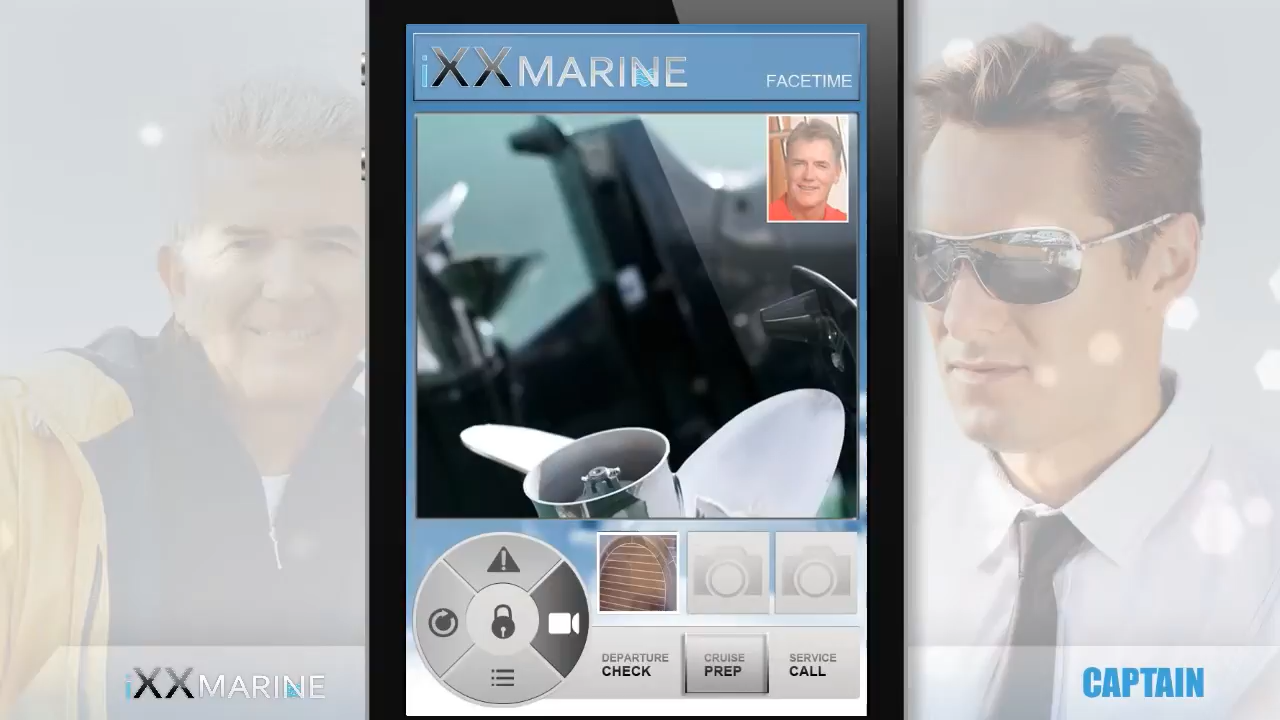 iXXMARINE
FACETIME
DEPARTURE
CHECK
CRUISE
PREP
SERVICE
CALL
iXXMARINE
CAPTAIN